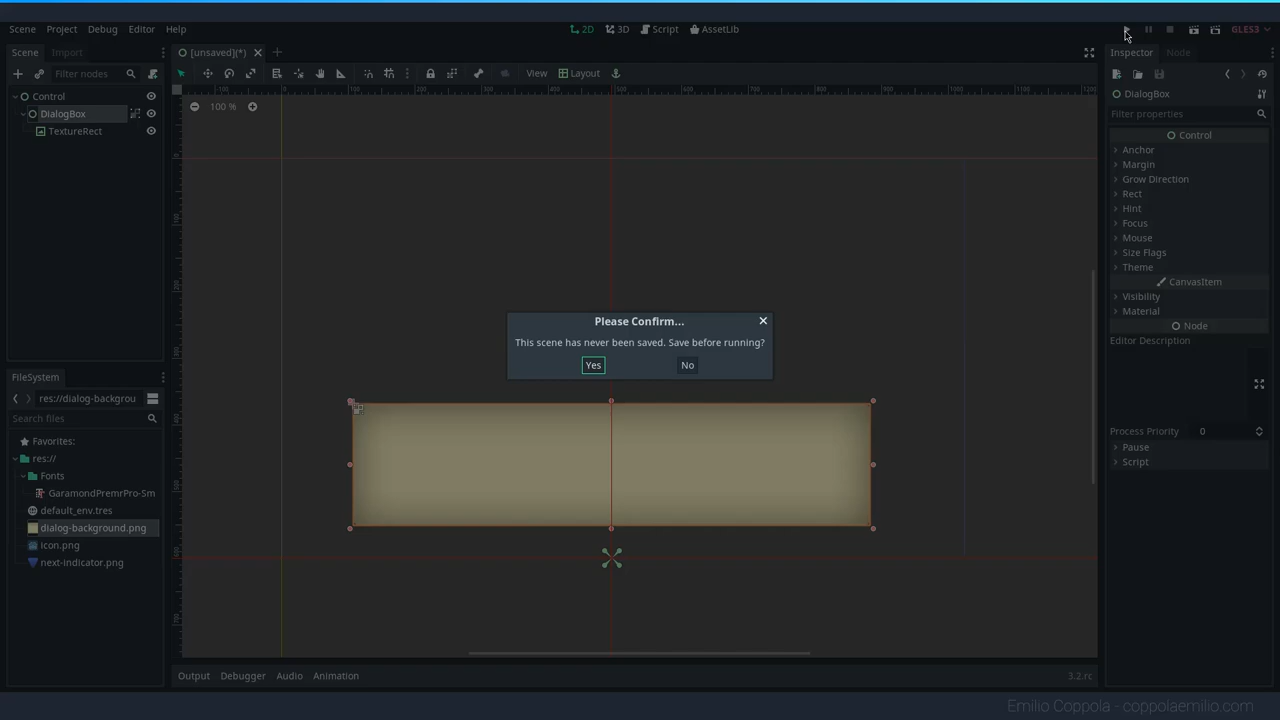 Scene Project Debug Editor Help
2D 3D Script AssetLib
GLES3
Scene Import
[unsaved](*)
Inspector Node
Filter nodes
View Layout
Control
DialogBox
TextureRect
100 %
DialogBox
Filter properties
Control
Anchor
Margin
Grow Direction
Rect
Hint
Focus
Mouse
Size Flags
Theme
CanvasItem
Visibility
Material
Node
Editor Description
Process Priority 0
Pause
Script
Please Confirm...
This scene has never been saved. Save before running?
Yes No
FileSystem
res://dialog-backgrou
Search files
Favorites:
res://
Fonts
GaramondPremrPro-Sm
default_env.tres
dialog-background.png
icon.png
next-indicator.png
Output Debugger Audio Animation
3.2.rc
Emilio Coppola - coppolaemilio.com